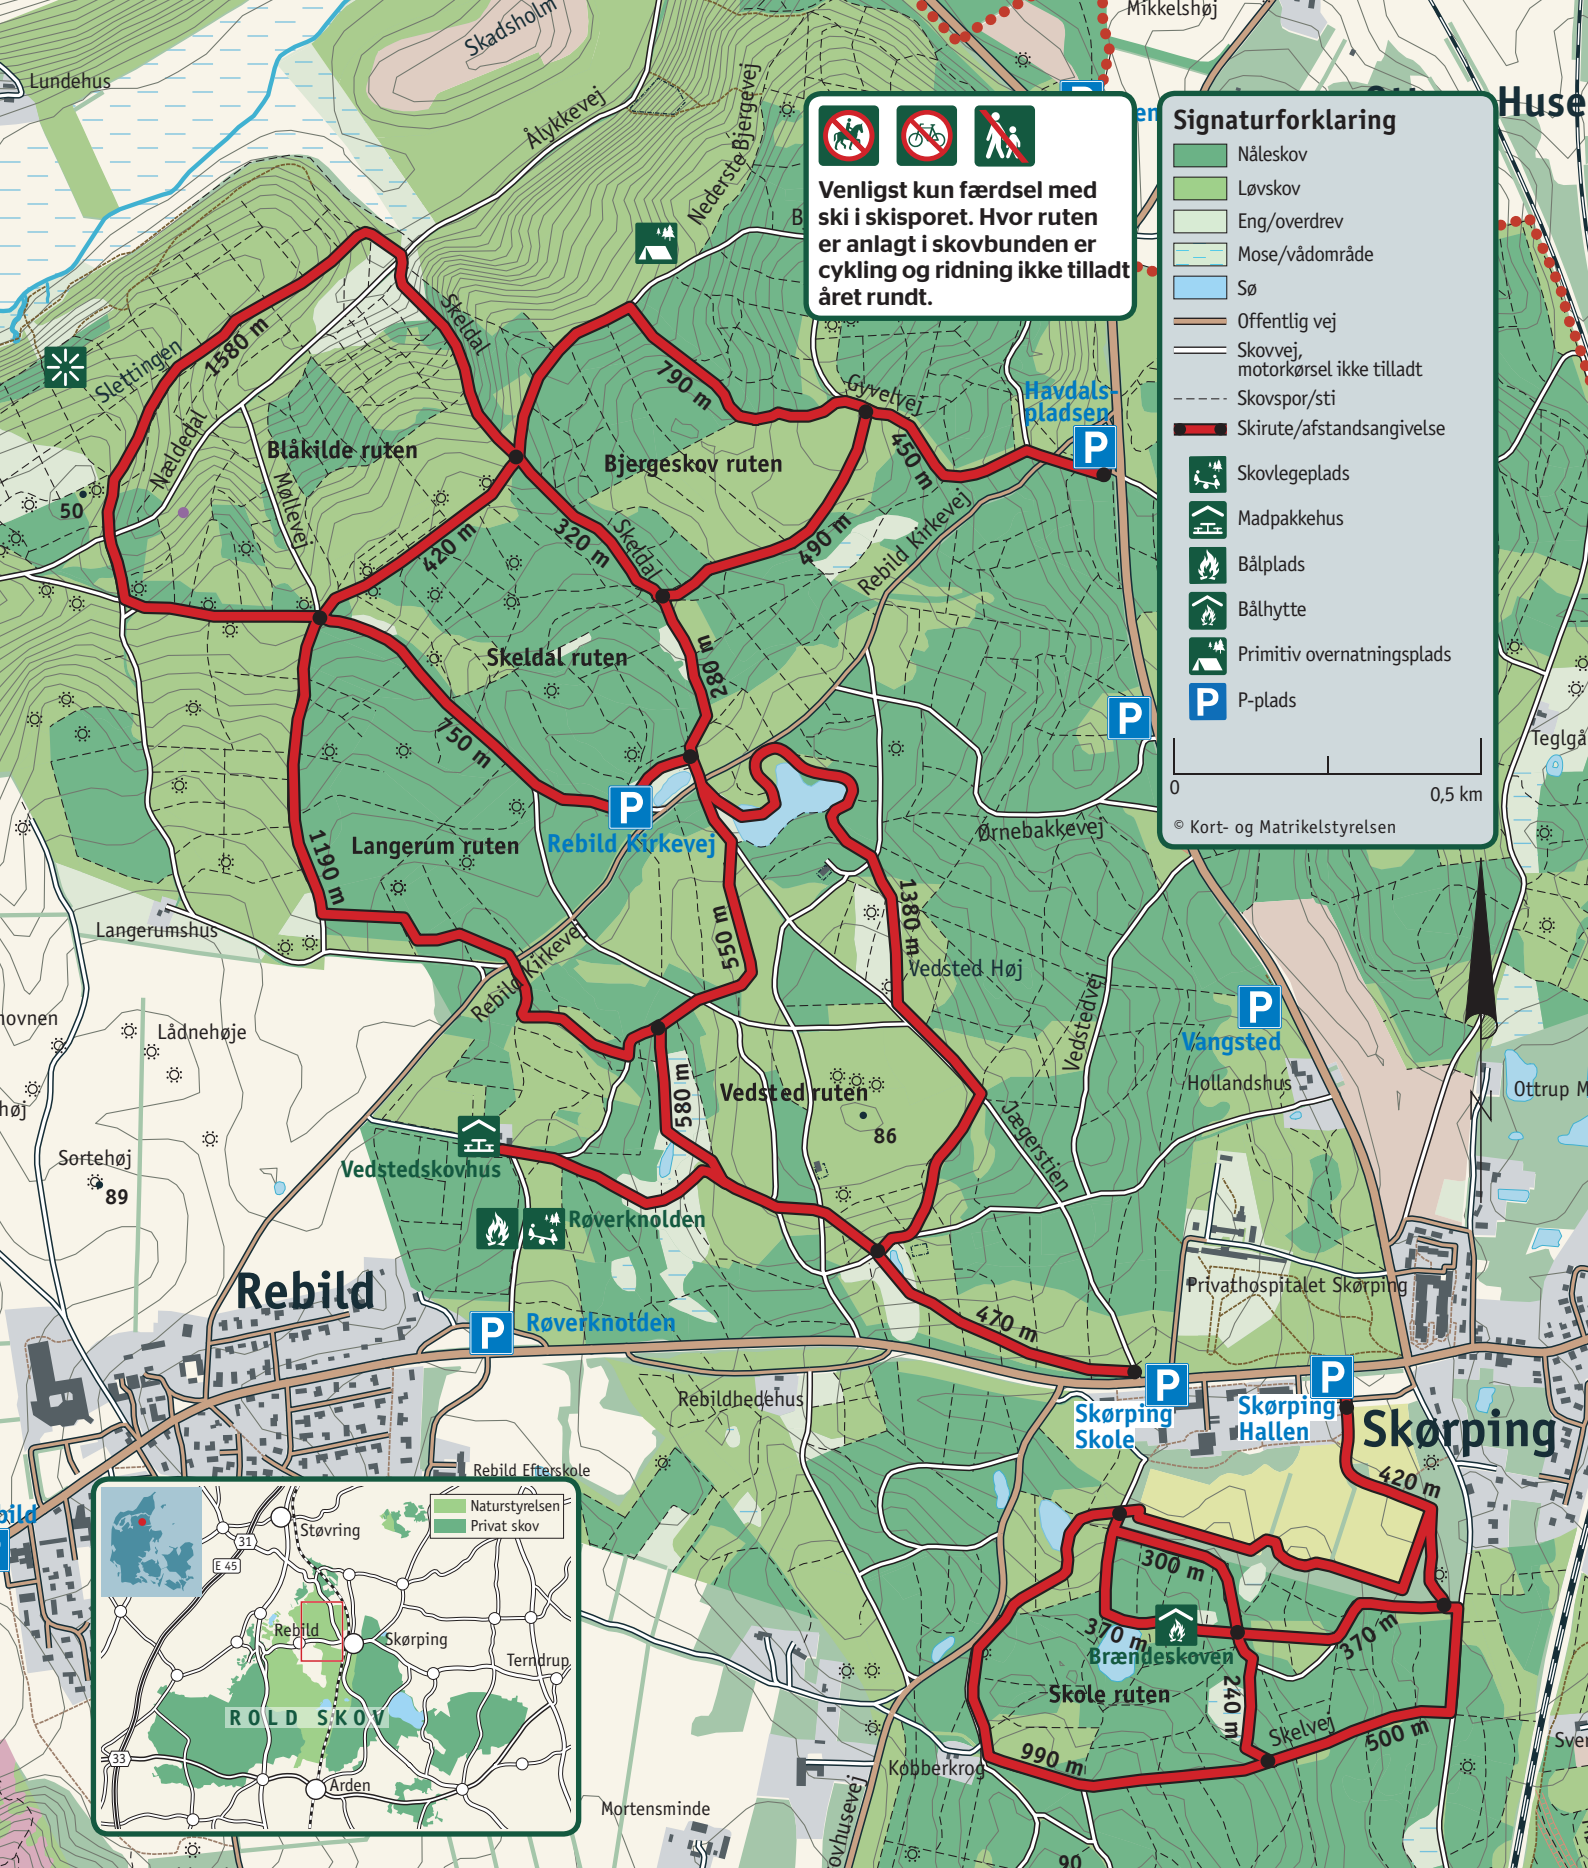 Mikkelshøj
Skadsholm
Lundehus
Ålykkevej
Nederste Bjergevej
Huse
Venligst kun færdsel med
ski i skisporet. Hvor ruten
er anlagt i skovbunden er
cykling og ridning ikke tilladt
året rundt.
Signaturforklaring
Nåleskov
Løvskov
Eng/overdrev
Mose/vådområde
Sø
Offentlig vej
Skovvej,
motorkørsel ikke tilladt
Skovspor/sti
Skirute/afstandsangivelse
Skovlegeplads
Madpakkehus
Bålplads
Bålhytte
Primitiv overnatningsplads
P
P-plads
0
0,5 km
© Kort- og Matrikelstyrelsen
Skeldal
1580 m
Slettingen
790 m
Gyvelvej
Havdals-
pladsen
P
450 m
Nældedal
Blåkilde ruten
Bjergeskov ruten
Møllevej
50
420 m
320 m
Skeldal
490 m
Rebild Kirkevej
Skeldal ruten
280 m
750 m
P
Teglgå
P
Rebild Kirkevej
Ørnebakkevej
Langerum ruten
1190 m
1380 m
550 m
Langerumshus
Rebild Kirkevej
Vedsted Høj
Vedstedvej
P
Vangsted
hovnen
Lådnehøje
Hollandshus
Ottrup M
høj
580 m
Vedsted ruten
86
Jægerstien
Sortehøj
89
Vedstedskovhus
Røverknolden
Privathospitalet Skørping
Rebild
P
Røverknolden
470 m
Rebildhedehus
P
Skørping
Skole
P
Skørping
Hallen
Skørping
420 m
Rebild Efterskole
bild
Naturstyrelsen
Privat skov
Støvring
31
E 45
Rebild
Skørping
Terndrup
ROLD SKOV
33
Arden
300 m
370 m
Brændeskoven
370 m
Skole ruten
240 m
Skelvej
500 m
990 m
Kobberkrog
Mortensminde
ovhusevej
90
Sver